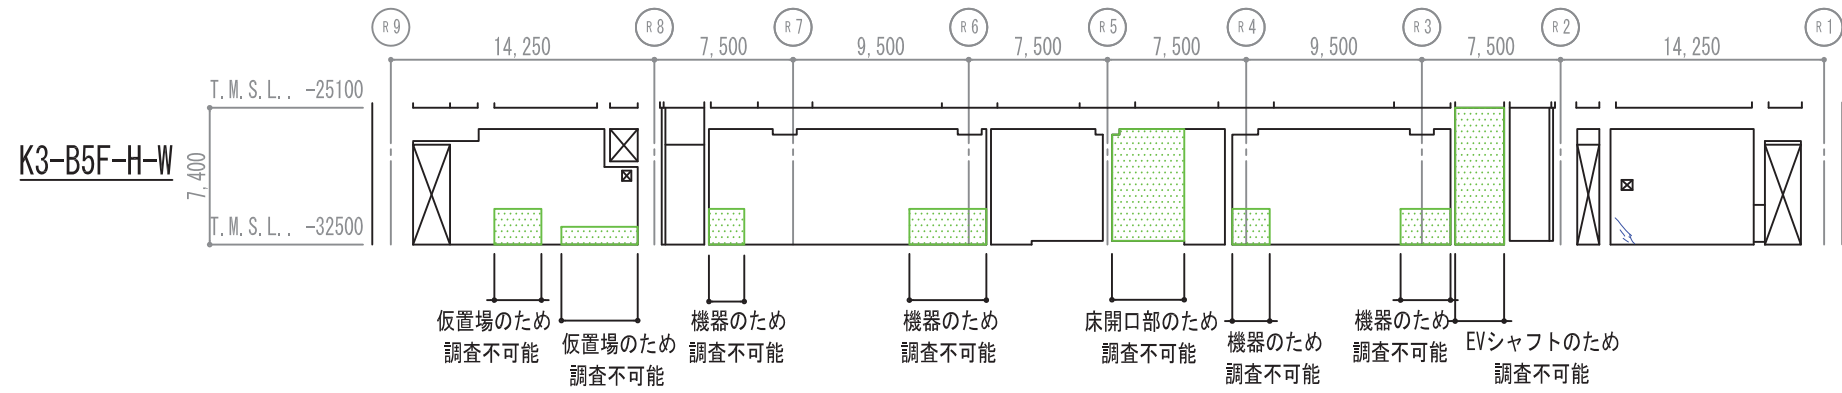 R9 R8 R7 R6 R5 R4 R3 R2 R1
14,250 7,500 9,500 7,500 7,500 9,500 7,500 14,250
T.M.S.L.. -25100
K3-B5F-H-W
7,400
T.M.S.L.. -32500
仮置場のため
調査不可能
仮置場のため
調査不可能
機器のため
調査不可能
機器のため
調査不可能
床開口部のため
調査不可能
機器のため
調査不可能
機器のため
調査不可能
EVシャフトのため
調査不可能